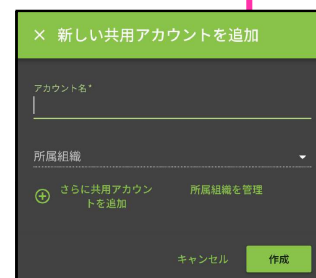 × 新しい共用アカウントを追加
アカウント名*
所属組織
さらに共用アカウン
トを追加
所属組織を管理
キャンセル
作成